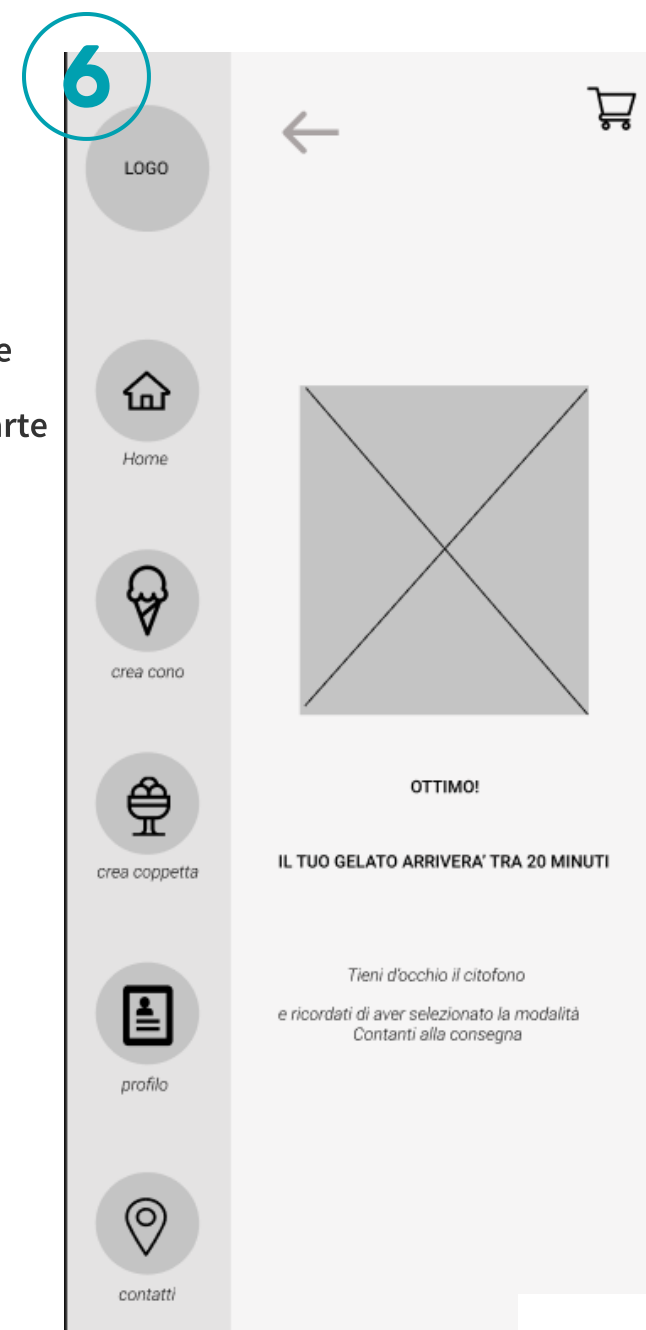 6
LOGO
e
arte
Home
crea cono
crea coppetta
profilo
contatti
OTTIMO!
IL TUO GELATO ARRIVERA’ TRA 20 MINUTI
Tieni d’occhio il citofono
e ricordati di aver selezionato la modalità
Contanti alla consegna